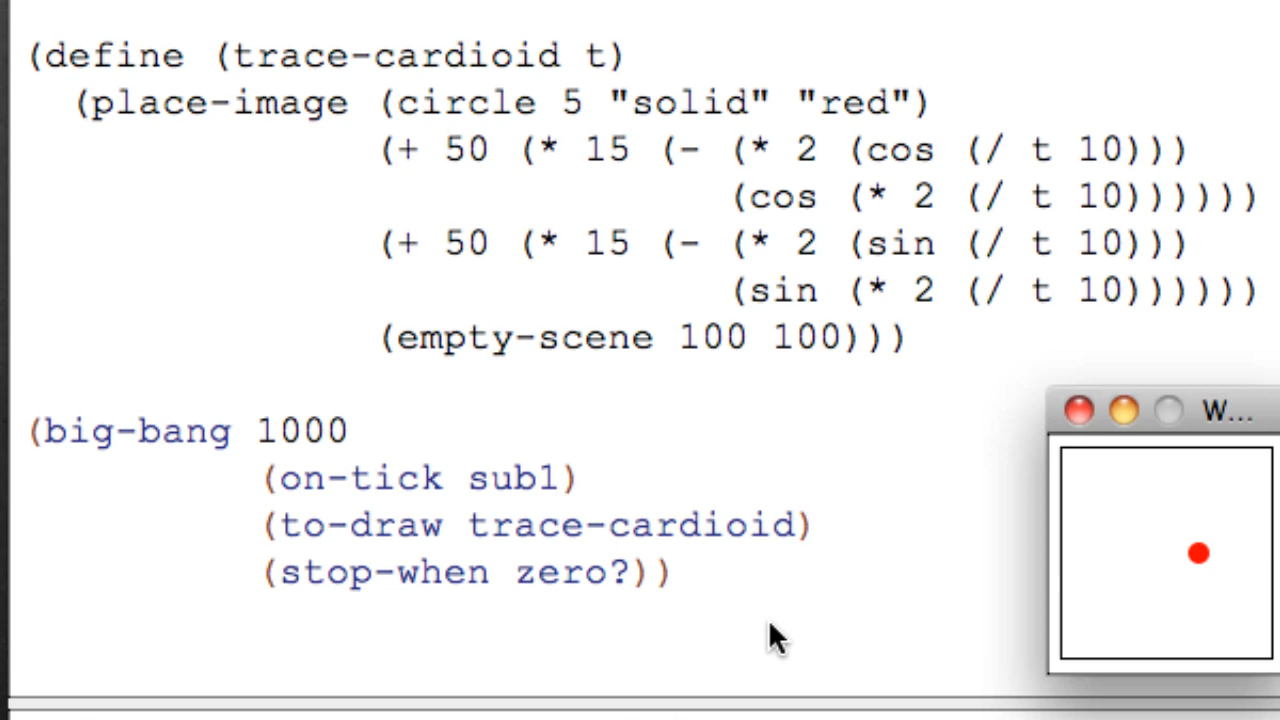 (define (trace-cardioid t)
(place-image (circle 5 "solid" "red")
(+ 50 (* 15 (- (* 2 (cos (/ t 10)))
(cos (* 2 (/ t 10))))))
(+ 50 (* 15 (- (* 2 (sin (/ t 10)))
(sin (* 2 (/ t 10))))))
(empty-scene 100 100)))
(big-bang 1000
W...
(on-tick sub1)
(to-draw trace-cardioid)
(stop-when zero?))